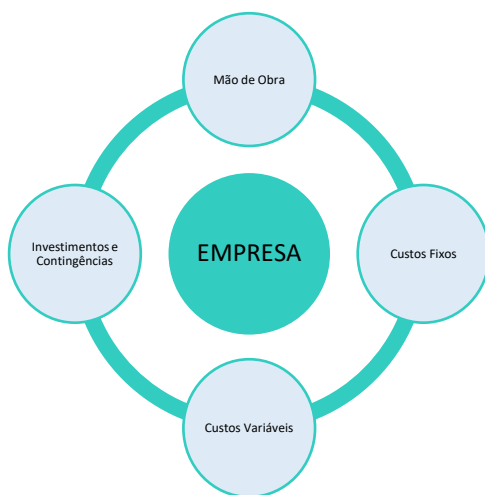 Mão de Obra
Investimentos e
Contingências
EMPRESA
Custos Fixos
Custos Variáveis